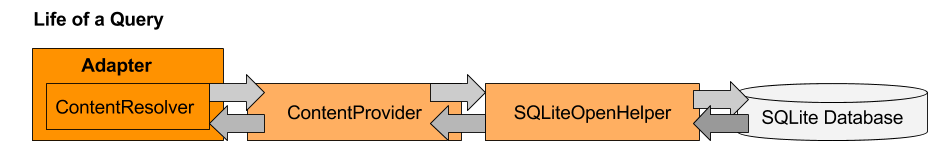 Life of a Query
Adapter
ContentResolver
ContentProvider
SQLiteOpenHelper
SQLite Database